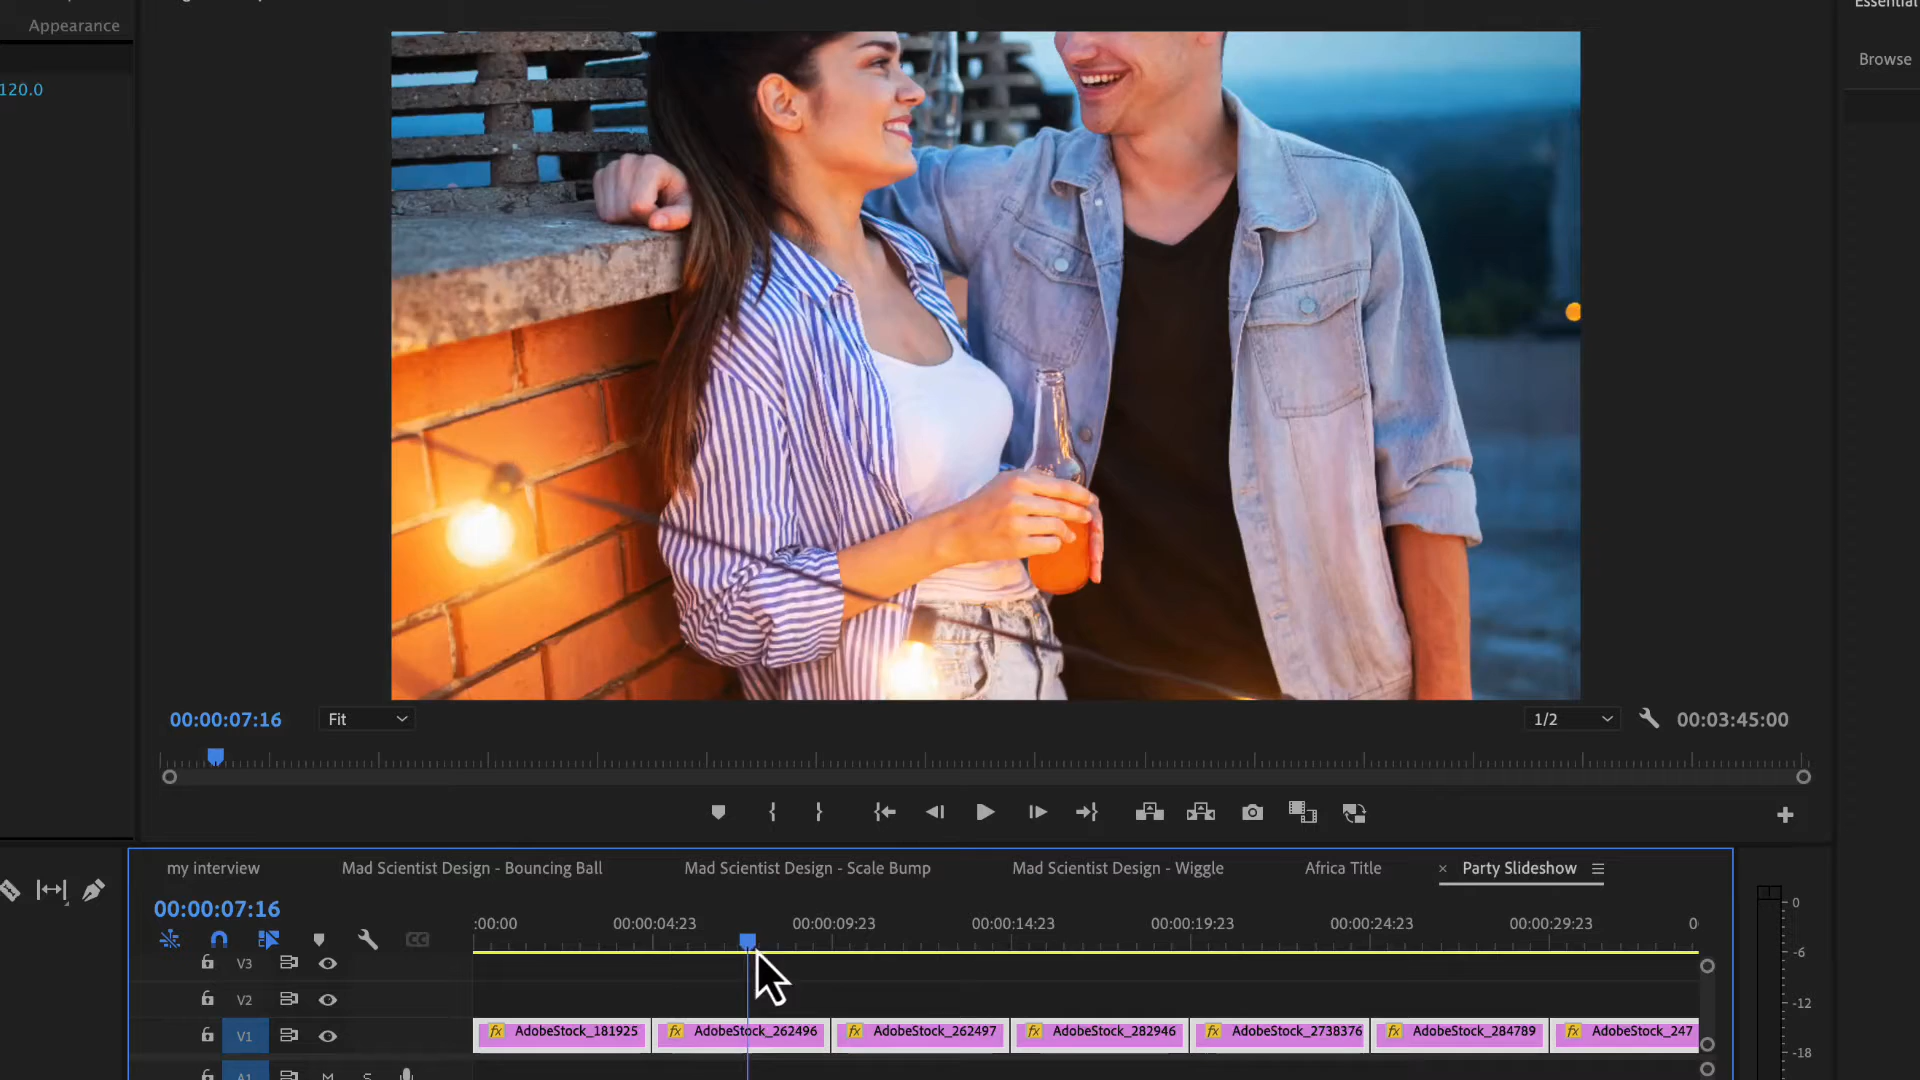 Appearance
Essential
Browse
120.0
00:00:07:16
Fit
1/2
00:03:45:00
my interview
Mad Scientist Design - Bouncing Ball
Mad Scientist Design - Scale Bump
Mad Scientist Design - Wiggle
Africa Title
× Party Slideshow
00:00:07:16
:00:00
00:00:04:23
00:00:09:23
00:00:14:23
00:00:19:23
00:00:24:23
00:00:29:23
0
V3
V2
V1
fx AdobeStock_181925
fx AdobeStock_262496
fx AdobeStock_262497
fx AdobeStock_282946
fx AdobeStock_2738376
fx AdobeStock_284789
fx AdobeStock_247
A1
M
S
0
-6
-12
-18